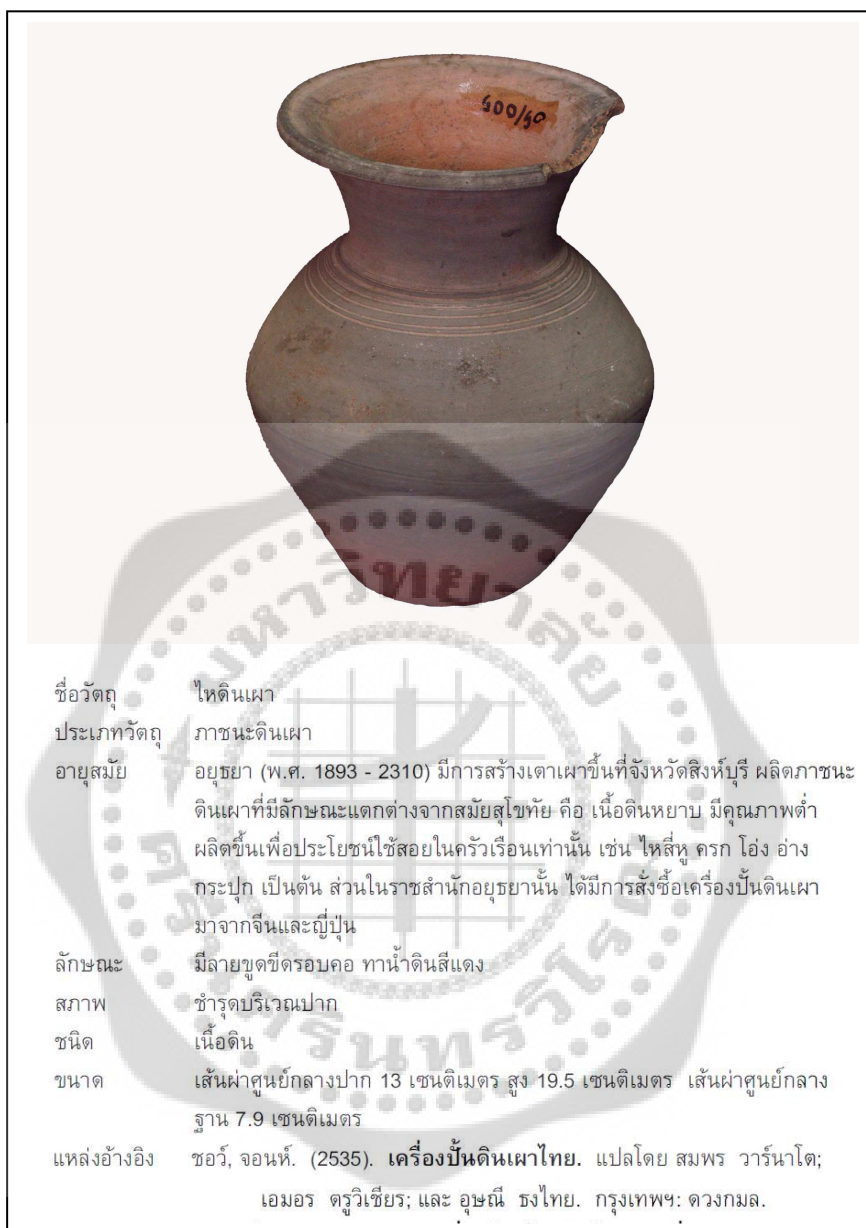 500/40
ชื่อวัตถุ ไหดินเผา
ประเภทวัตถุ ภาชนะดินเผา
อายุสมัย อยุธยา (พ.ศ. 1893 - 2310) มีการสร้างเตาเผาขึ้นที่จังหวัดสิงห์บุรี ผลิตภาชนะ
ดินเผาที่มีลักษณะแตกต่างจากสมัยสุโขทัย คือ เนื้อดินหยาบ มีคุณภาพต่ำ
ผลิตขึ้นเพื่อประโยชน์ใช้สอยในครัวเรือนเท่านั้น เช่น ไหสี่หู ครก โอ่ง อ่าง
กระปุก เป็นต้น ส่วนในราชสำนักอยุธยานั้น ได้มีการสั่งซื้อเครื่องปั้นดินเผา
มาจากจีนและญี่ปุ่น
ลักษณะ มีลายขูดขีดรอบคอ ทาน้ำดินสีแดง
สภาพ ชำรุดบริเวณปาก
ชนิด เนื้อดิน
ขนาด เส้นผ่าศูนย์กลางปาก 13 เซนติเมตร สูง 19.5 เซนติเมตร เส้นผ่าศูนย์กลาง
ฐาน 7.9 เซนติเมตร
แหล่งอ้างอิง ชอว์, จอนห์. (2535). เครื่องปั้นดินเผาไทย. แปลโดย สมพร วาร์นาโด;
เอมอร ตรูวิเชียร; และ อุษณี ธงไทย. กรุงเทพฯ: ดวงกมล.
มหาวิทยาลัย
ศรีนครินทรวิโรฒ